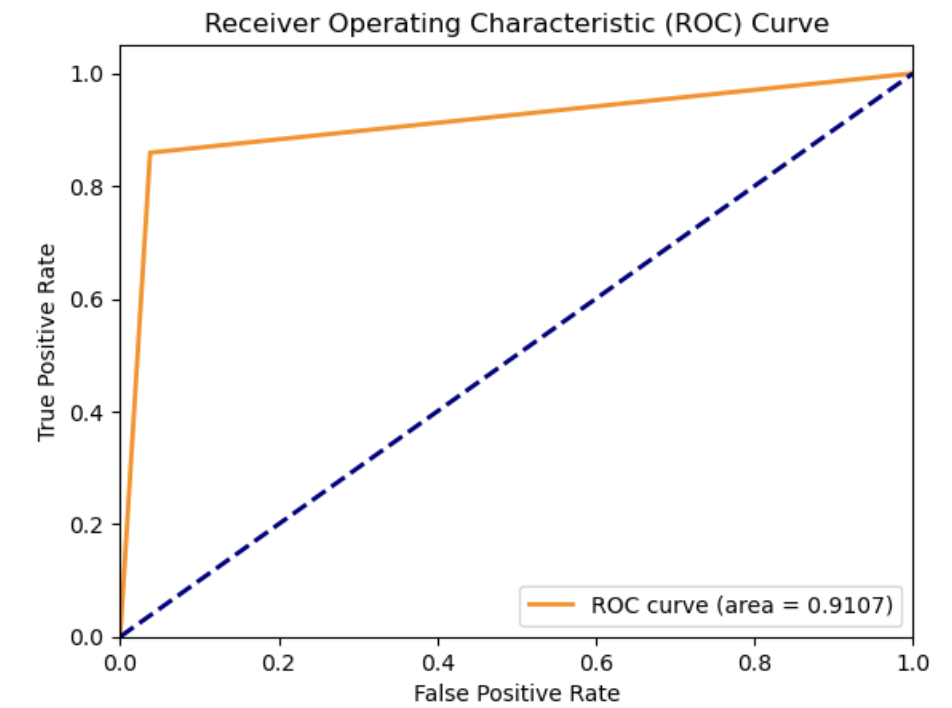 Receiver Operating Characteristic (ROC) Curve
1.0
0.8
0.6
0.4
0.2
0.0
True Positive Rate
ROC curve (area = 0.9107)
0.0 0.2 0.4 0.6 0.8 1.0
False Positive Rate